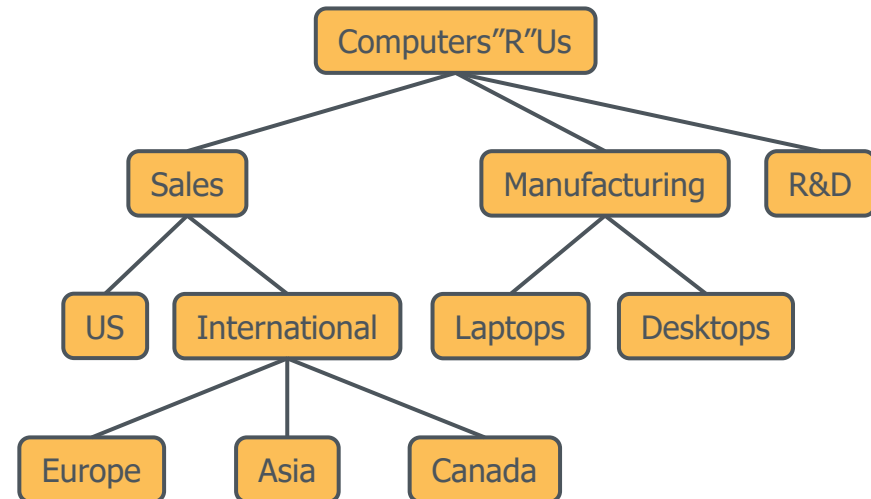 Computers”R”Us
Sales
Manufacturing
R&D
US
International
Laptops
Desktops
Europe
Asia
Canada